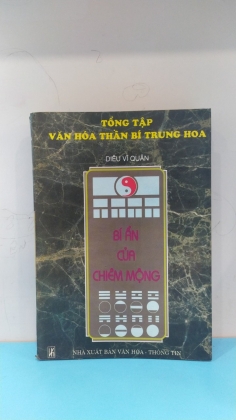 TỔNG TẬP
VĂN HÓA THẦN BÍ TRUNG HOA
DIÊU VĨ QUÂN
BÍ ẨN
CỦA
CHIÊM MỘNG
NHÀ XUẤT BẢN VĂN HÓA - THÔNG TIN